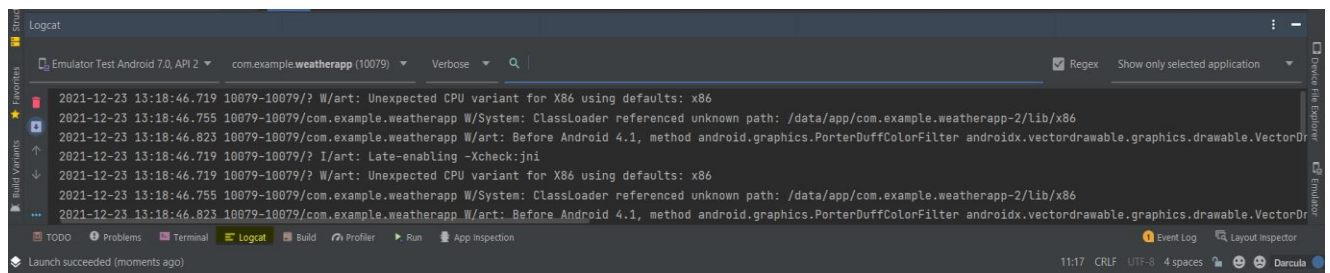 Logcat
Emulator Test Android 7.0, API 2 com.example.weatherapp (10079) Verbose Regex Show only selected application
2021-12-23 13:18:46.719 10079-10079/? W/art: Unexpected CPU variant for X86 using defaults: x86
2021-12-23 13:18:46.755 10079-10079/com.example.weatherapp W/System: ClassLoader referenced unknown path: /data/app/com.example.weatherapp-2/lib/x86
2021-12-23 13:18:46.823 10079-10079/com.example.weatherapp W/art: Before Android 4.1, method android.graphics.PorterDuffColorFilter androidx.vectordrawable.graphics.drawable.VectorDr
2021-12-23 13:18:46.719 10079-10079/? I/art: Late-enabling -Xcheck:jni
2021-12-23 13:18:46.719 10079-10079/? W/art: Unexpected CPU variant for X86 using defaults: x86
2021-12-23 13:18:46.755 10079-10079/com.example.weatherapp W/System: ClassLoader referenced unknown path: /data/app/com.example.weatherapp-2/lib/x86
2021-12-23 13:18:46.823 10079-10079/com.example.weatherapp W/art: Before Android 4.1, method android.graphics.PorterDuffColorFilter androidx.vectordrawable.graphics.drawable.VectorDr
TODO Problems Terminal Logcat Build Profiler Run App Inspection 1 Event Log Layout Inspector
Launch succeeded (moments ago) 11:17 CRLF UTF-8 4 spaces Darcula
Struc
Favorites
Build Variants
Device File Explorer
Emulator